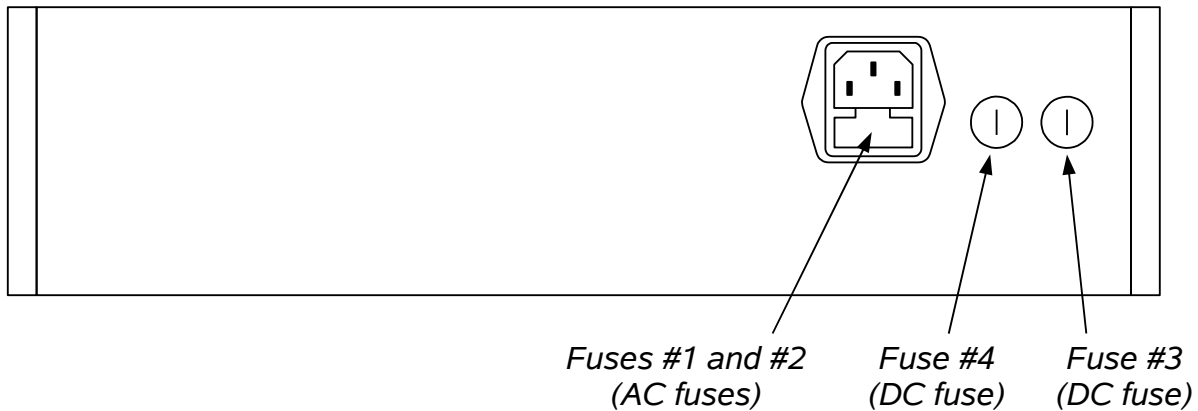 Fuses #1 and #2
(AC fuses)
Fuse #4
(DC fuse)
Fuse #3
(DC fuse)